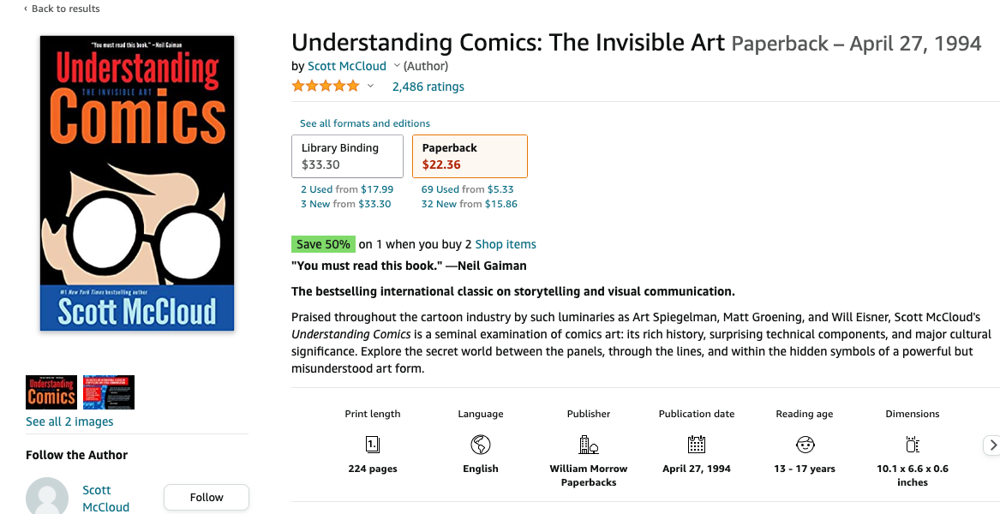 ‹ Back to results
"You must read this book." –Neil Gaiman
Understanding
THE INVISIBLE ART
Comics
#1 New York Times bestselling author
Scott McCloud
Understanding
Comics
See all 2 images
Follow the Author
Scott
McCloud
Follow
Understanding Comics: The Invisible Art Paperback – April 27, 1994
by Scott McCloud (Author)
2,486 ratings
See all formats and editions
Library Binding
$33.30
2 Used from $17.99
3 New from $33.30
Paperback
$22.36
69 Used from $5.33
32 New from $15.86
Save 50% on 1 when you buy 2 Shop items
"You must read this book." —Neil Gaiman
The bestselling international classic on storytelling and visual communication.
Praised throughout the cartoon industry by such luminaries as Art Spiegelman, Matt Groening, and Will Eisner, Scott McCloud's
Understanding Comics is a seminal examination of comics art: its rich history, surprising technical components, and major cultural
significance. Explore the secret world between the panels, through the lines, and within the hidden symbols of a powerful but
misunderstood art form.
Print length
1.
224 pages
Language
English
Publisher
William Morrow
Paperbacks
Publication date
April 27, 1994
Reading age
13 - 17 years
Dimensions
10.1 x 6.6 x 0.6
inches